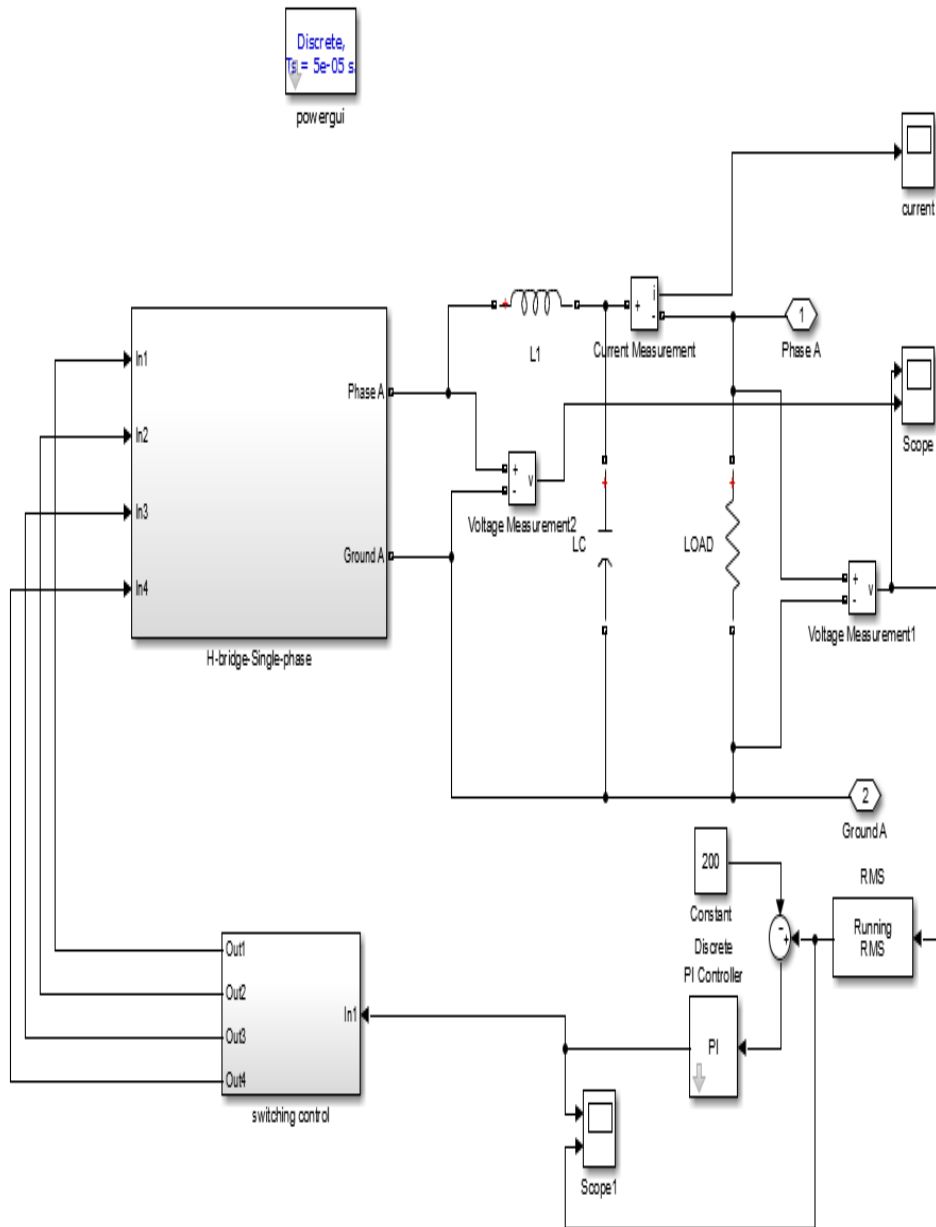 Discrete,
Ts = 5e-05 s.
powergui
current
i
+
-
L1
Current Measurement
1
Phase A
In1
In2
In3
In4
Phase A
Ground A
H-bridge-Single-phase
+
-
v
Voltage Measurement2
LC
LOAD
Scope
+
-
v
Voltage Measurement1
2
Ground A
200
Constant
RMS
Running
RMS
-
+
Discrete
PI Controller
PI
Out1
Out2
Out3
Out4
In1
switching control
Scope1